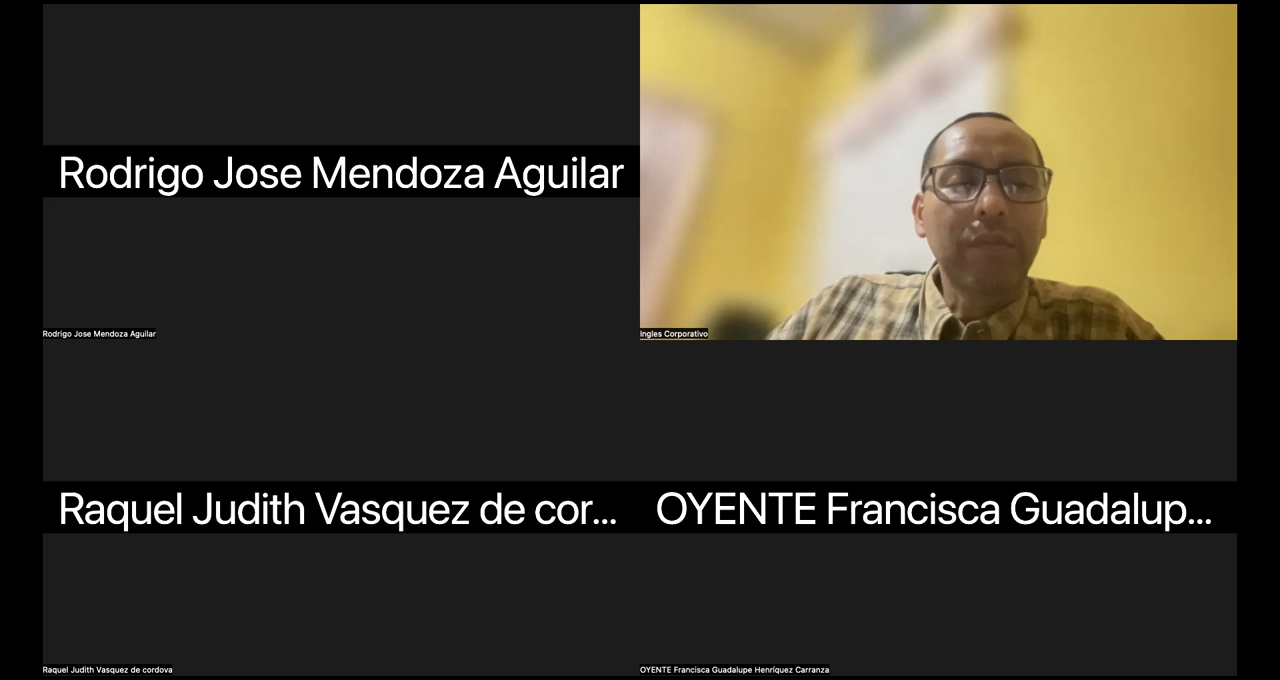 Rodrigo Jose Mendoza Aguilar
Rodrigo Jose Mendoza Aguilar
Ingles Corporativo
Raquel Judith Vasquez de cor...
OYENTE Francisca Guadalup...
Raquel Judith Vasquez de cordova
OYENTE Francisca Guadalupe Henríquez Carranza